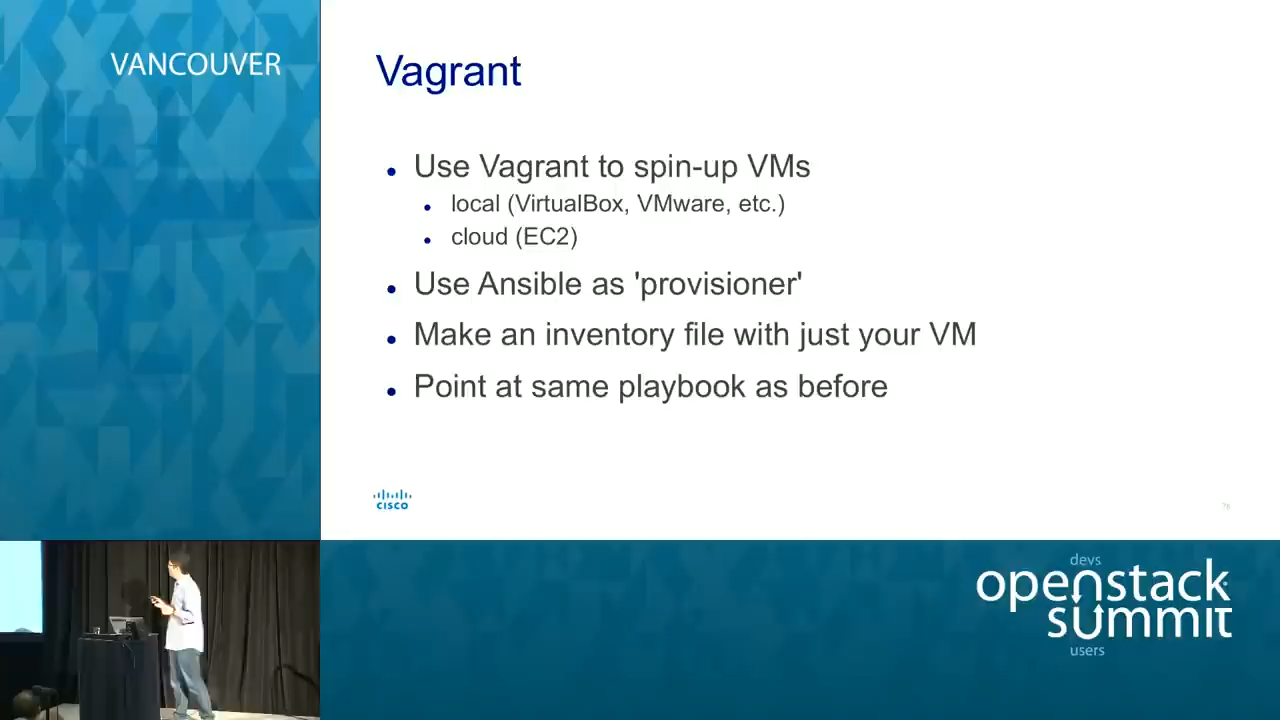 VANCOUVER
Vagrant
• Use Vagrant to spin-up VMs
• local (VirtualBox, VMware, etc.)
• cloud (EC2)
• Use Ansible as 'provisioner'
• Make an inventory file with just your VM
• Point at same playbook as before
CISCO
devs
openstack
summit
users